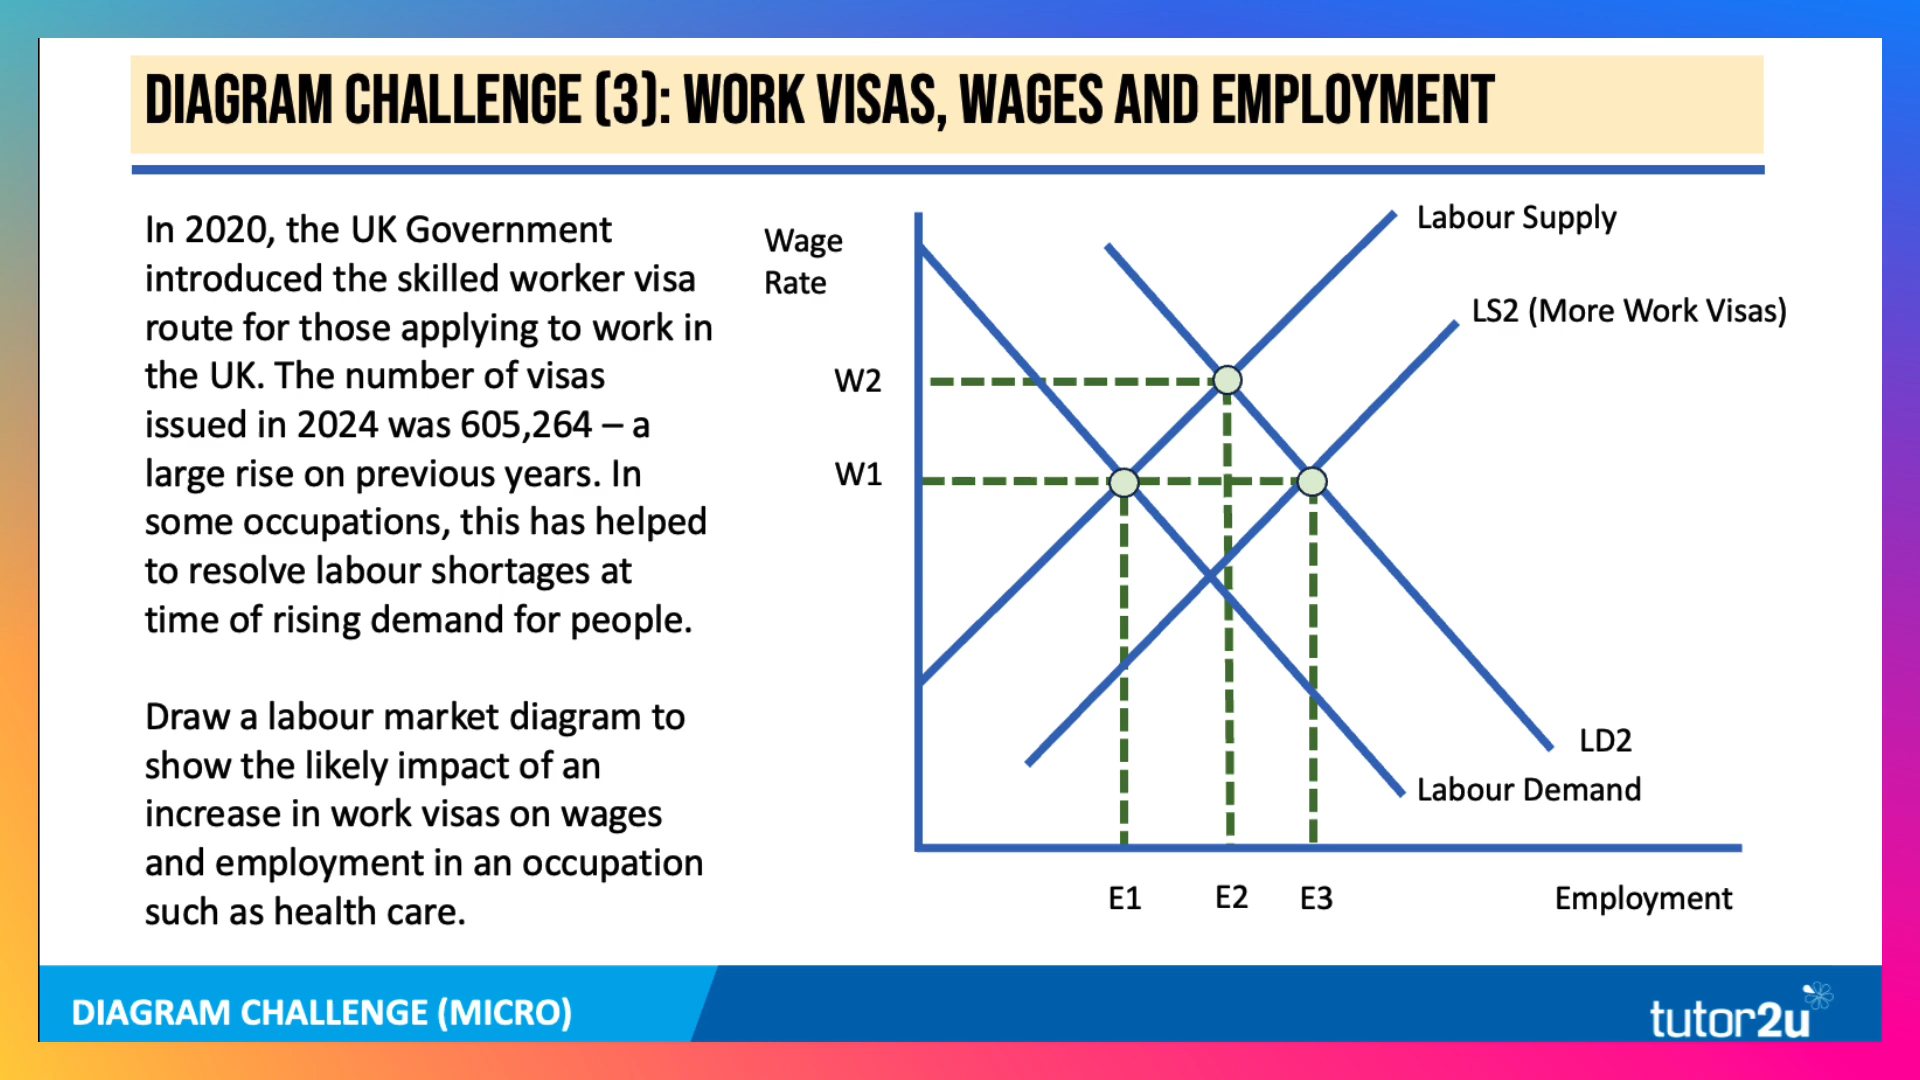 DIAGRAM CHALLENGE (3): WORK VISAS, WAGES AND EMPLOYMENT
In 2020, the UK Government
introduced the skilled worker visa
route for those applying to work in
the UK. The number of visas
issued in 2024 was 605,264 – a
large rise on previous years. In
some occupations, this has helped
to resolve labour shortages at
time of rising demand for people.
Draw a labour market diagram to
show the likely impact of an
increase in work visas on wages
and employment in an occupation
such as health care.
Wage
Rate
Labour Supply
LS2 (More Work Visas)
W2
W1
LD2
Labour Demand
E1
E2
E3
Employment
DIAGRAM CHALLENGE (MICRO)
tutor2u